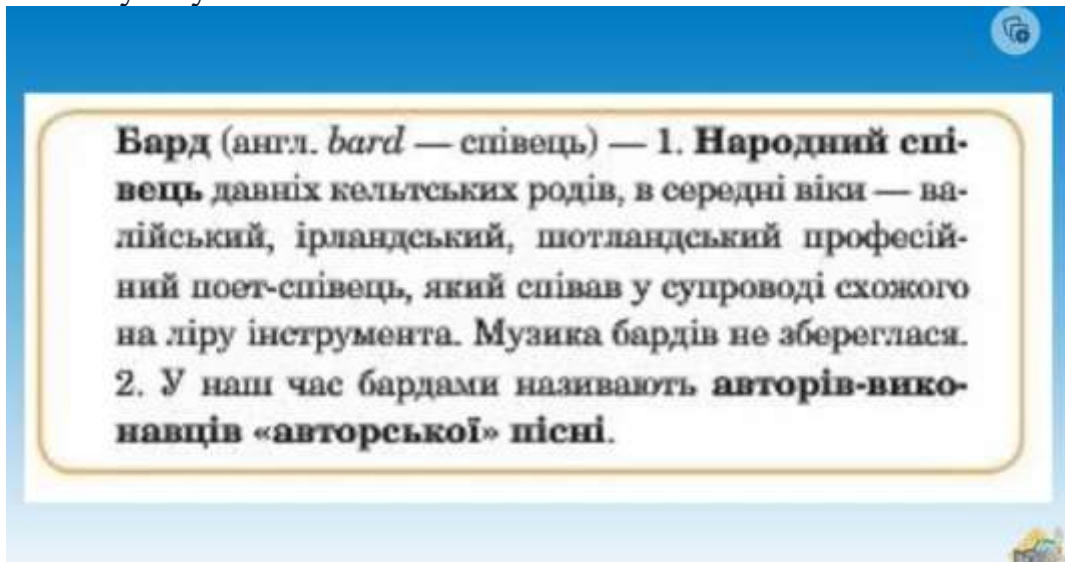 Бард (англ. bard — співець) — 1. Народний спі-
вець давніх кельтських родів, в середні віки — ва-
лійський, ірландський, шотландський професій-
ний поет-співець, який співав у супроводі схожого
на ліру інструмента. Музика бардів не збереглася.
2. У наш час бардами називають авторів-вико-
навців «авторської» пісні.